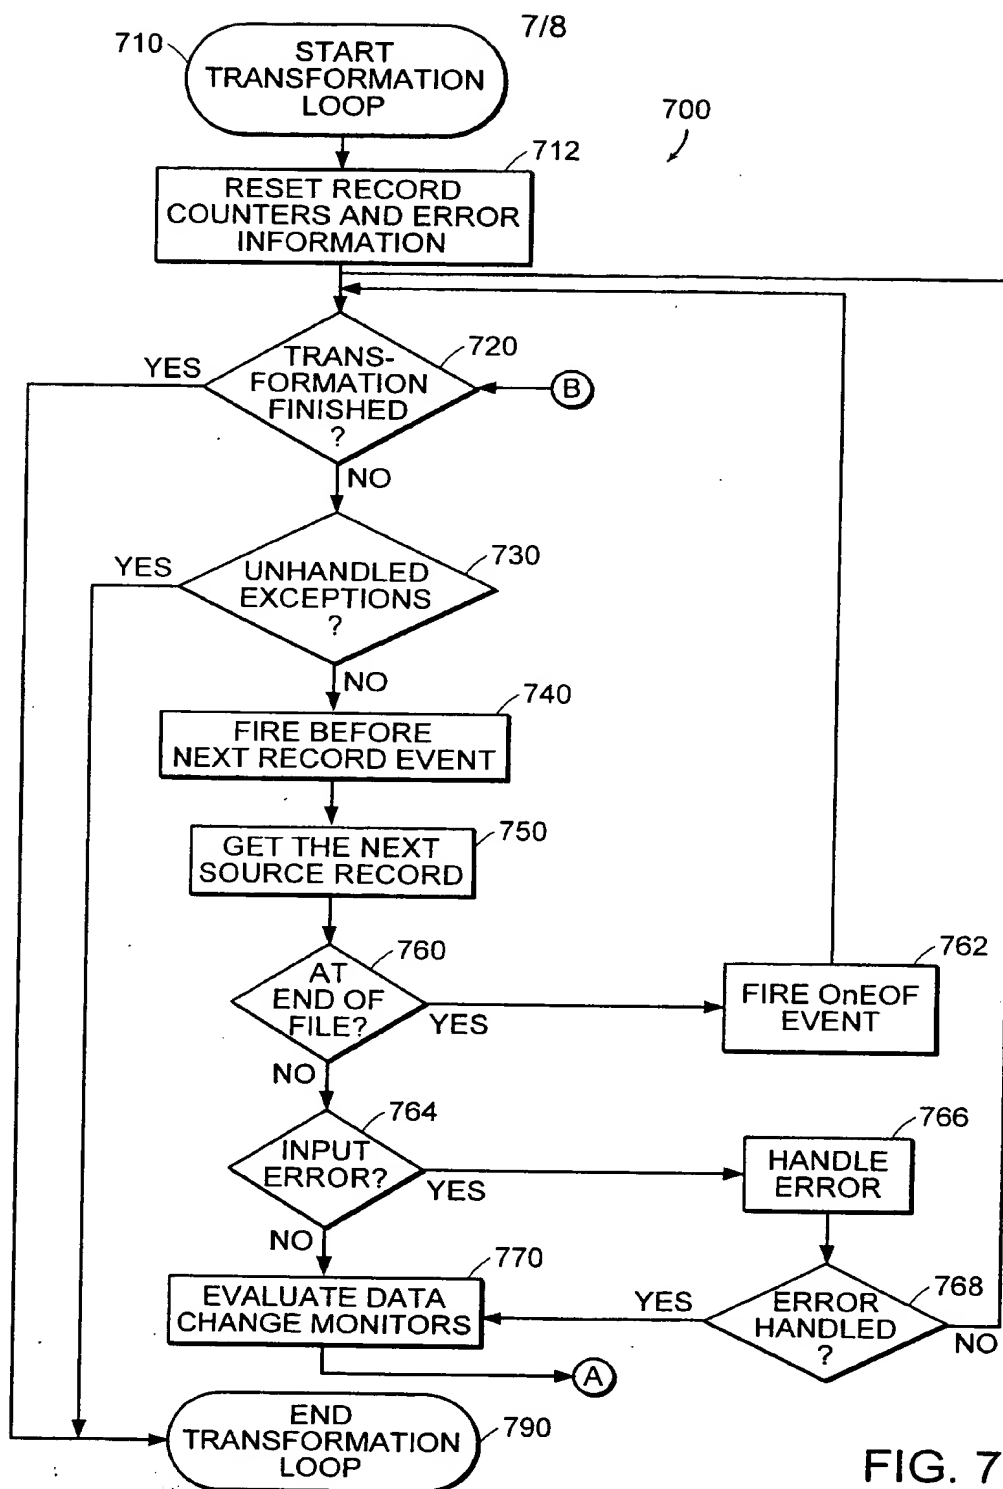 7/8
710
START
TRANSFORMATION
LOOP
700
712
RESET RECORD
COUNTERS AND ERROR
INFORMATION
720
YES
TRANS-
FORMATION
FINISHED
?
B
NO
730
YES
UNHANDLED
EXCEPTIONS
?
NO
740
FIRE BEFORE
NEXT RECORD EVENT
750
GET THE NEXT
SOURCE RECORD
760
AT
END OF
FILE?
YES
762
FIRE OnEOF
EVENT
NO
764
INPUT
ERROR?
YES
766
HANDLE
ERROR
NO
770
EVALUATE DATA
CHANGE MONITORS
YES
768
ERROR
HANDLED
?
NO
A
END
TRANSFORMATION
LOOP
790
FIG. 7